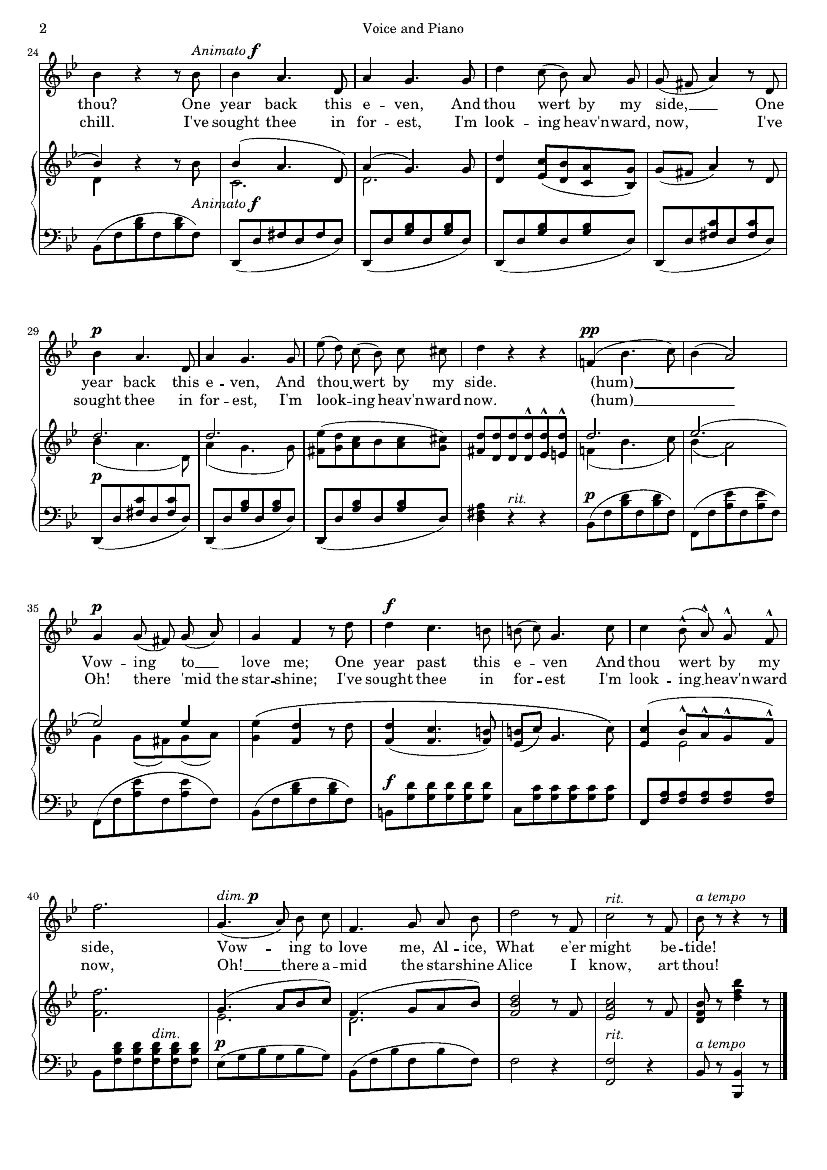 2
Voice and Piano
24
Animato f
thou? One year back this e - ven, And thou wert by my side, One
chill. I've sought thee in for - est, I'm look - ing heav'nward, now, I've
Animato f
29
p
year back this e - ven, And thou wert by my side. (hum)
sought thee in for - est, I'm look - ing heav'nward now. (hum)
pp
p
rit.
p
35
p
f
Vow - ing to love me; One year past this e - ven And thou wert by my
Oh! there 'mid the star - shine; I've sought thee in for - est I'm look - ing heav'nward
f
40
dim. p
rit.
a tempo
side, Vow - ing to love me, Al - ice, What e'er might be - tide!
now, Oh! there a - mid the starshine Alice I know, art thou!
dim.
p
rit.
a tempo